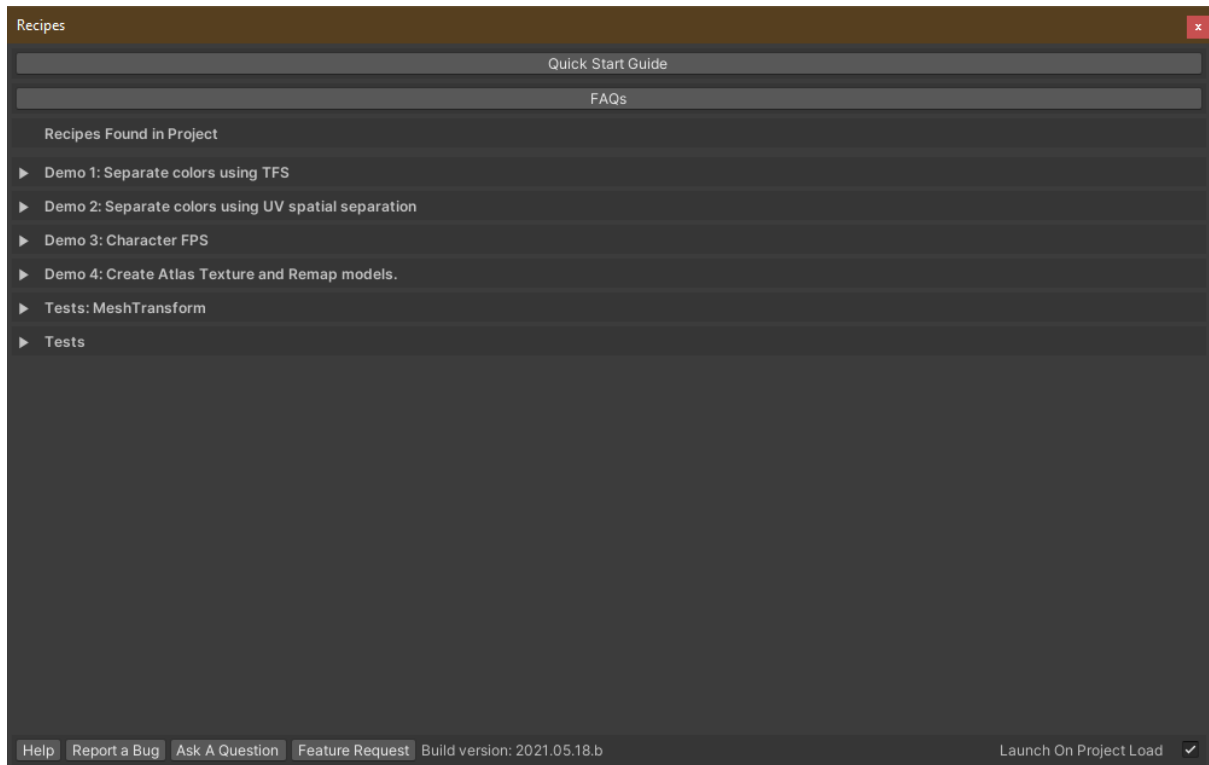 Recipes
x
Quick Start Guide
FAQs
Recipes Found in Project
Demo 1: Separate colors using TFS
Demo 2: Separate colors using UV spatial separation
Demo 3: Character FPS
Demo 4: Create Atlas Texture and Remap models.
Tests: MeshTransform
Tests
Help Report a Bug Ask A Question Feature Request Build version: 2021.05.18.b Launch On Project Load